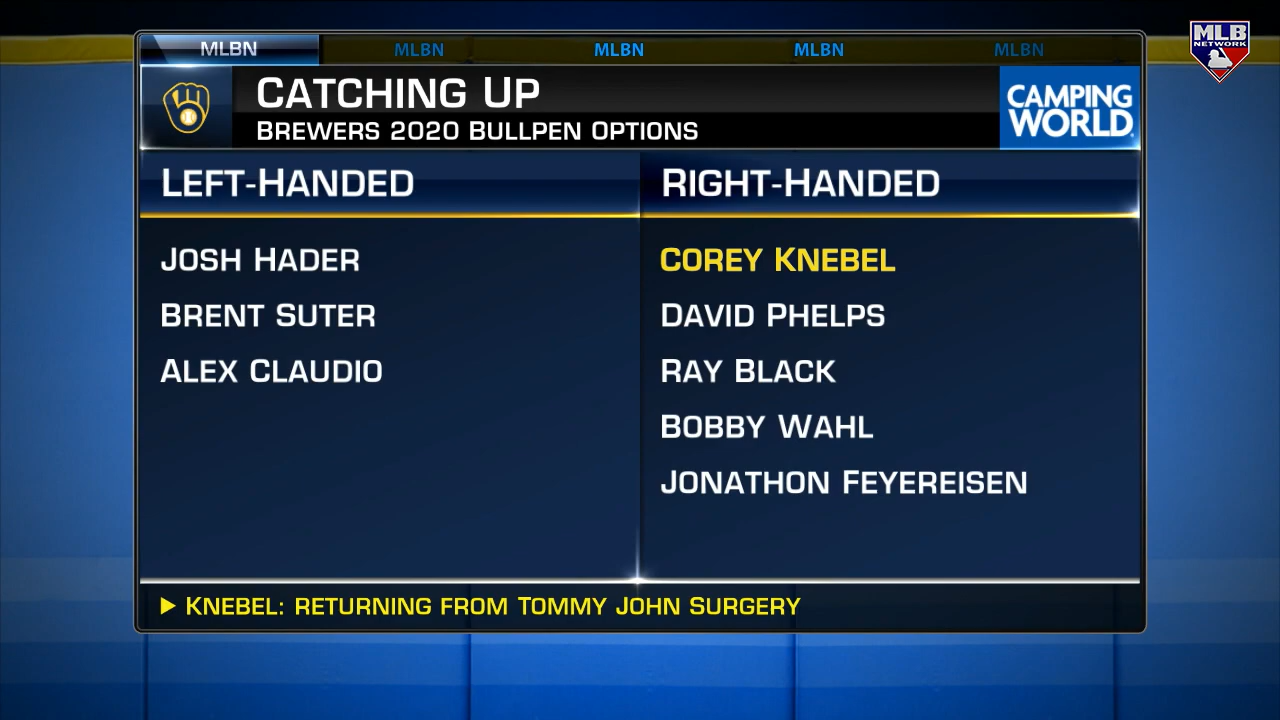 MLBN MLBN MLBN MLBN MLBN
MLB
NETWORK
CATCHING UP
BREWERS 2020 BULLPEN OPTIONS
CAMPING
WORLD
LEFT-HANDED
RIGHT-HANDED
JOSH HADER
BRENT SUTER
ALEX CLAUDIO
COREY KNEBEL
DAVID PHELPS
RAY BLACK
BOBBY WAHL
JONATHON FEYEREISEN
KNEBEL: RETURNING FROM TOMMY JOHN SURGERY